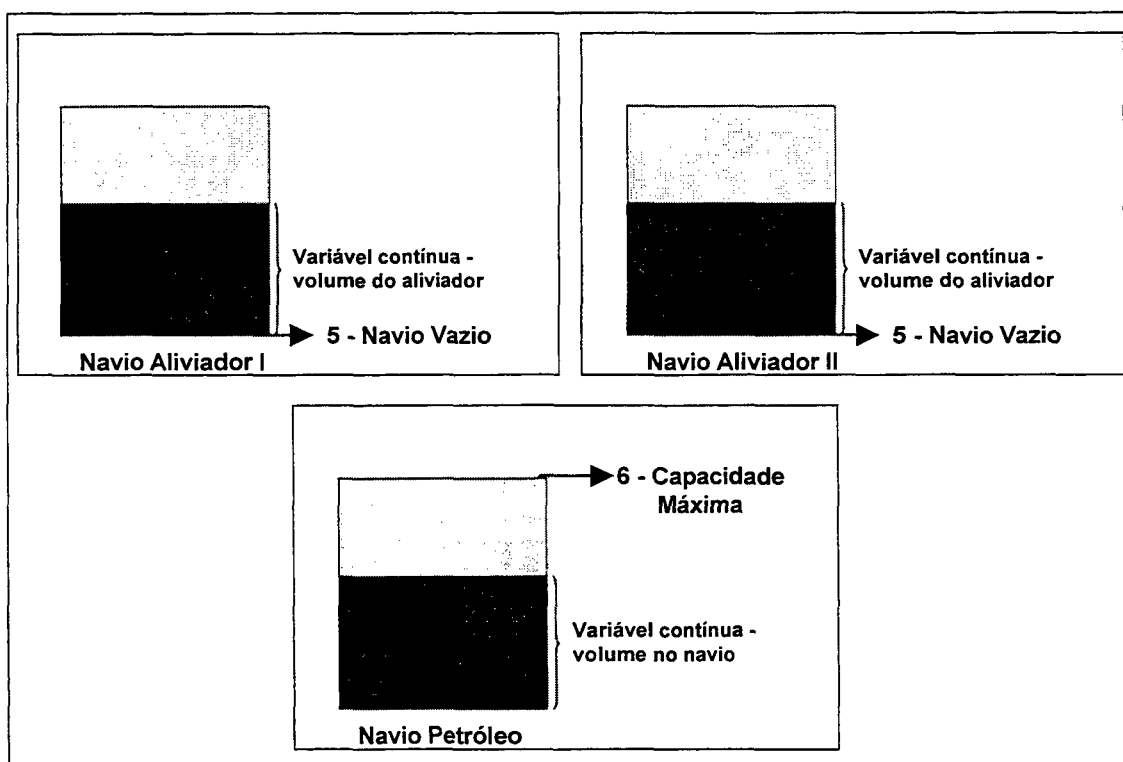 Variável contínua -
volume do aliviador
5 - Navio Vazio
Navio Aliviador I
Variável contínua -
volume do aliviador
5 - Navio Vazio
Navio Aliviador II
6 - Capacidade
Máxima
Variável contínua -
volume no navio
Navio Petróleo